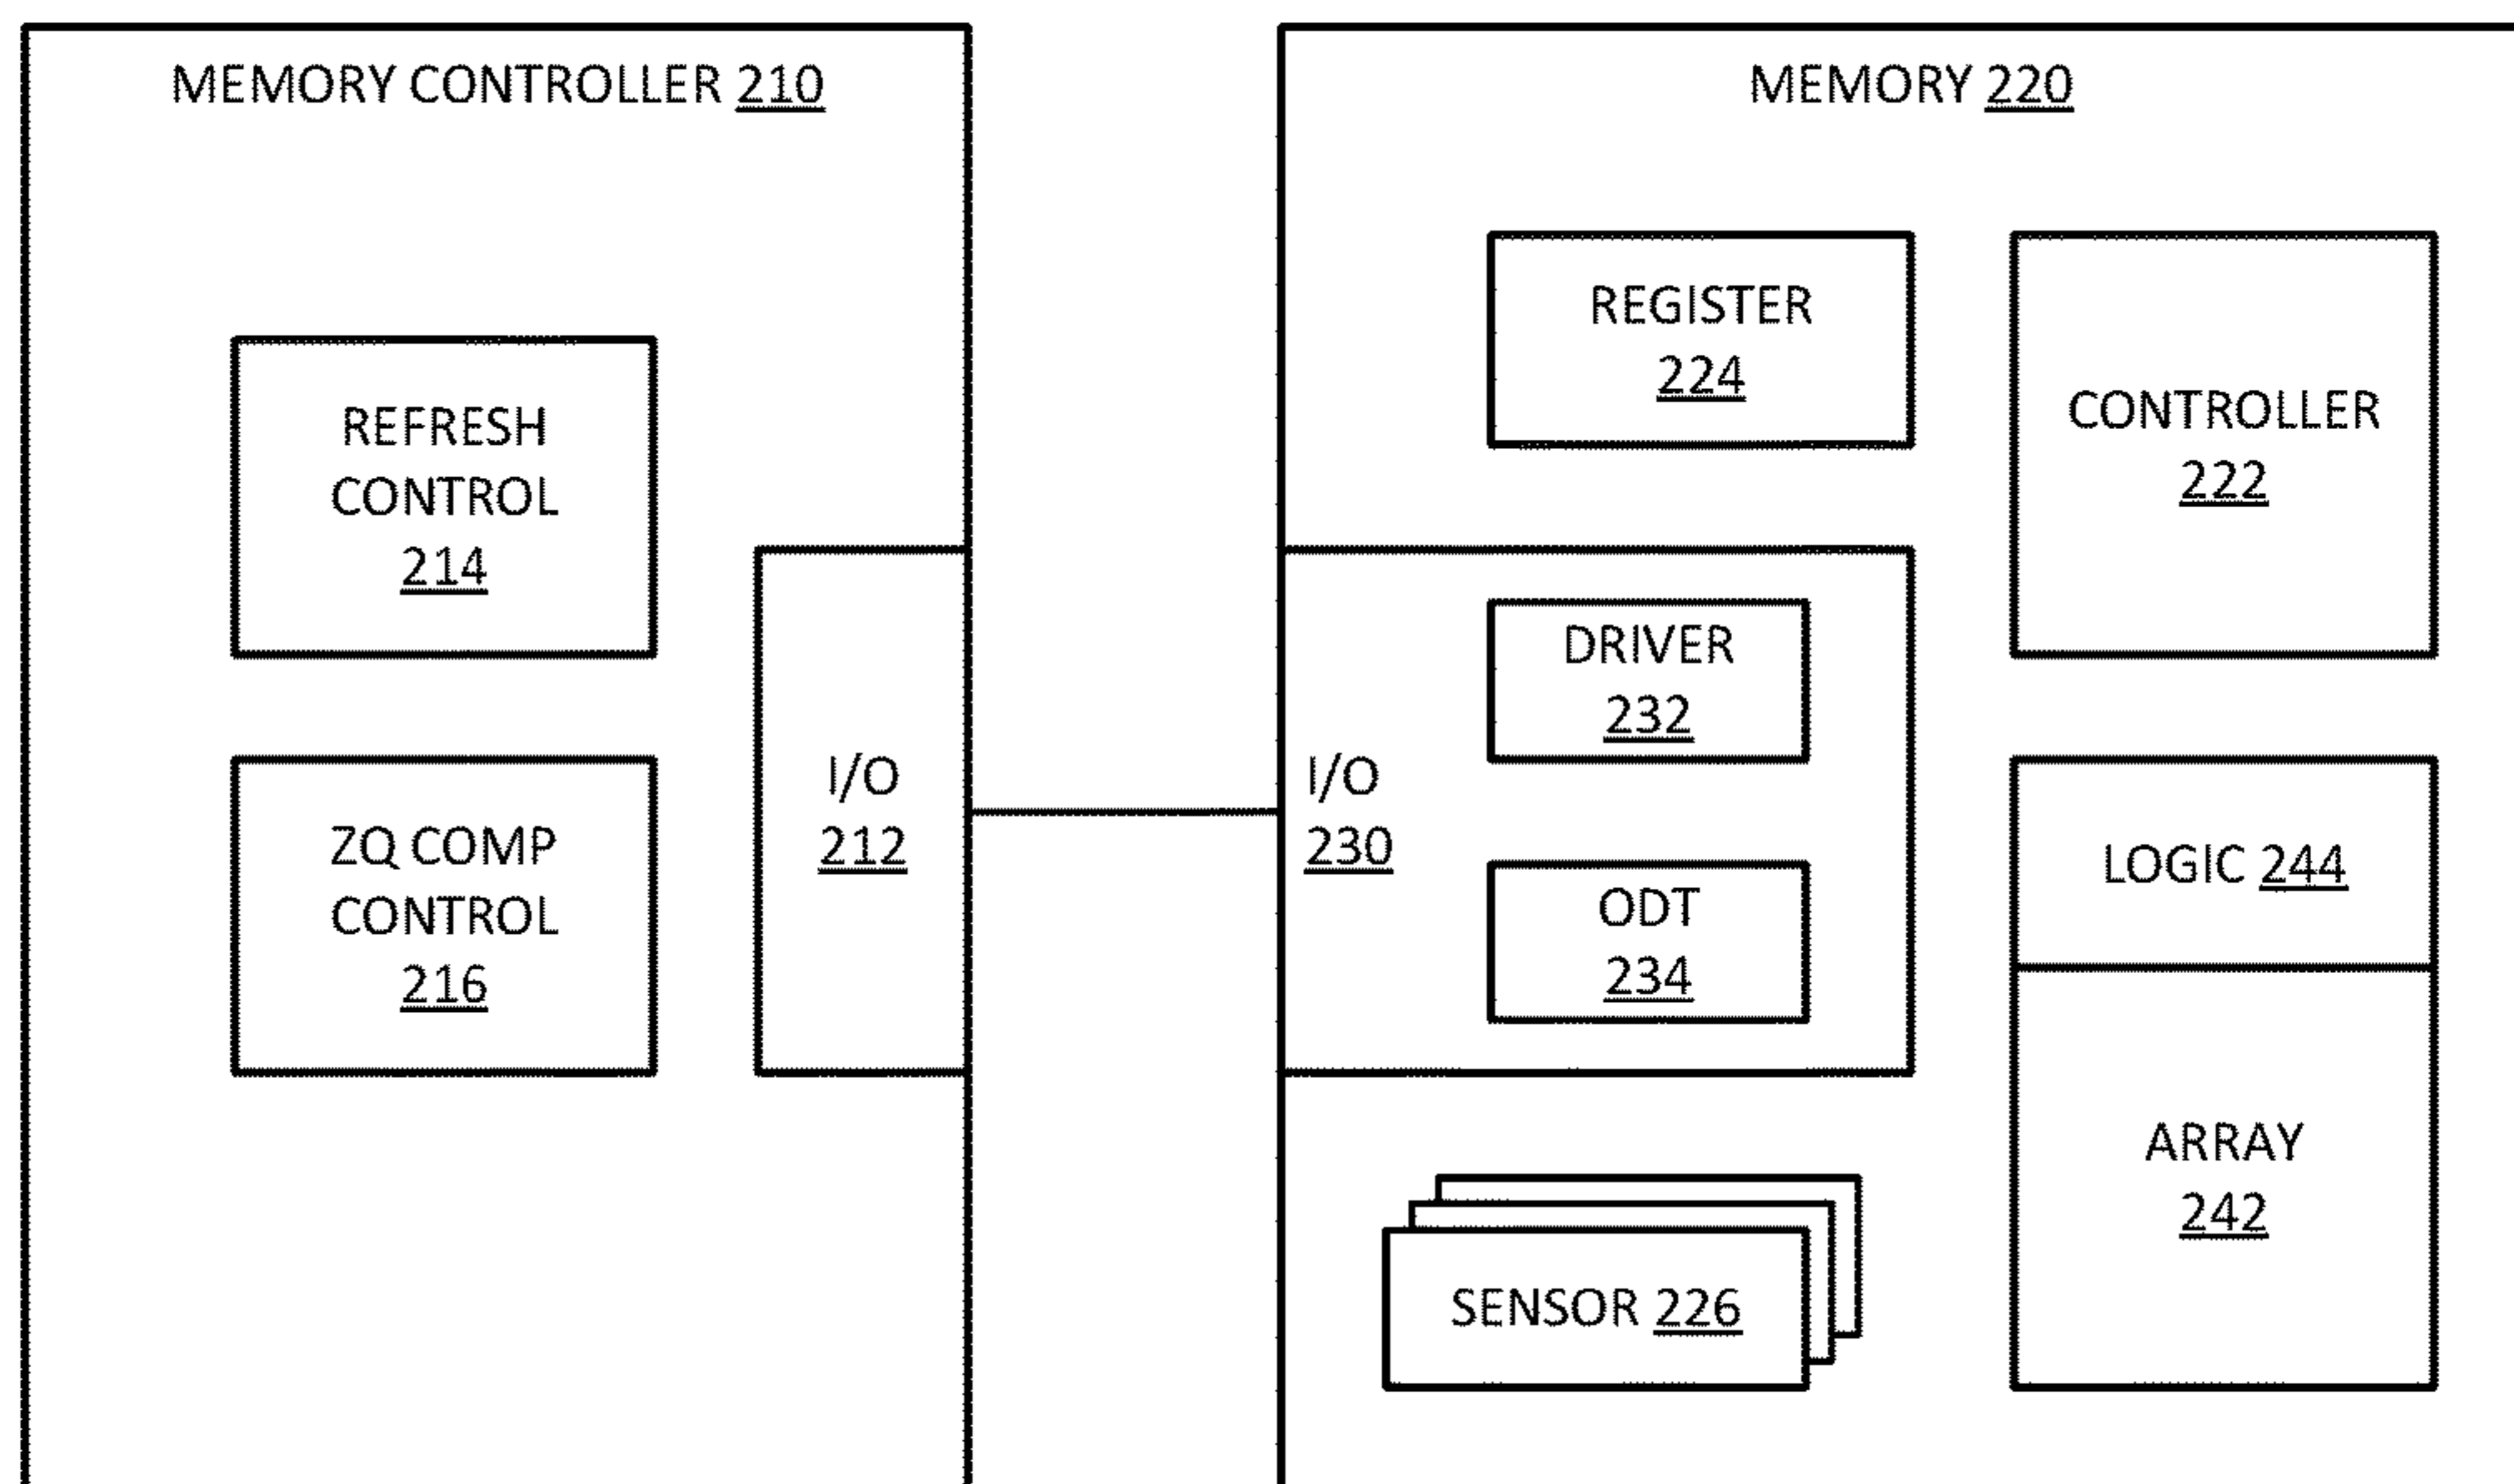 MEMORY CONTROLLER 210
REFRESH
CONTROL
214
ZQ COMP
CONTROL
216
I/O
212
MEMORY 220
REGISTER
224
CONTROLLER
222
I/O
230
DRIVER
232
ODT
234
LOGIC 244
ARRAY
242
SENSOR 226